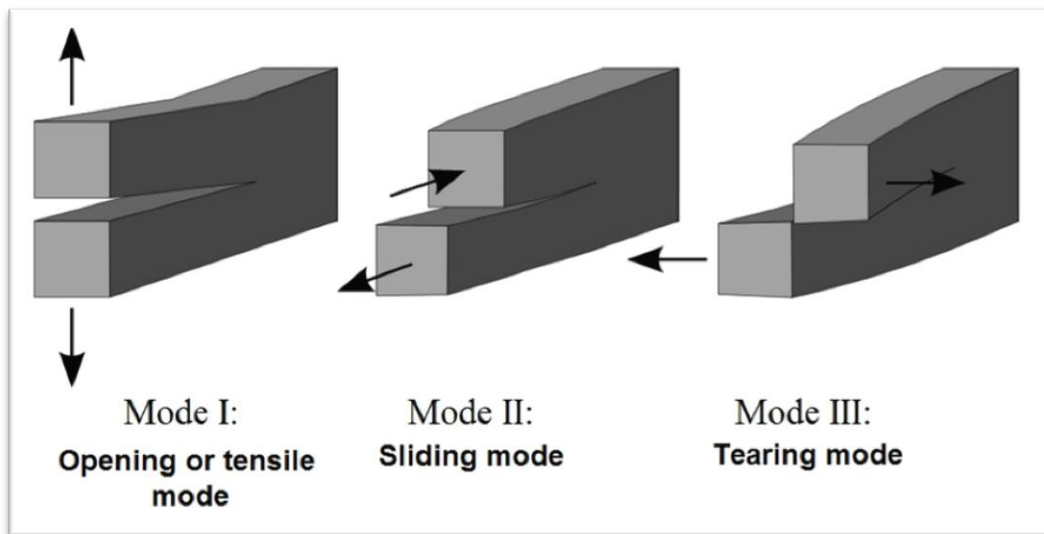 Mode I:
Opening or tensile
mode
Mode II:
Sliding mode
Mode III:
Tearing mode